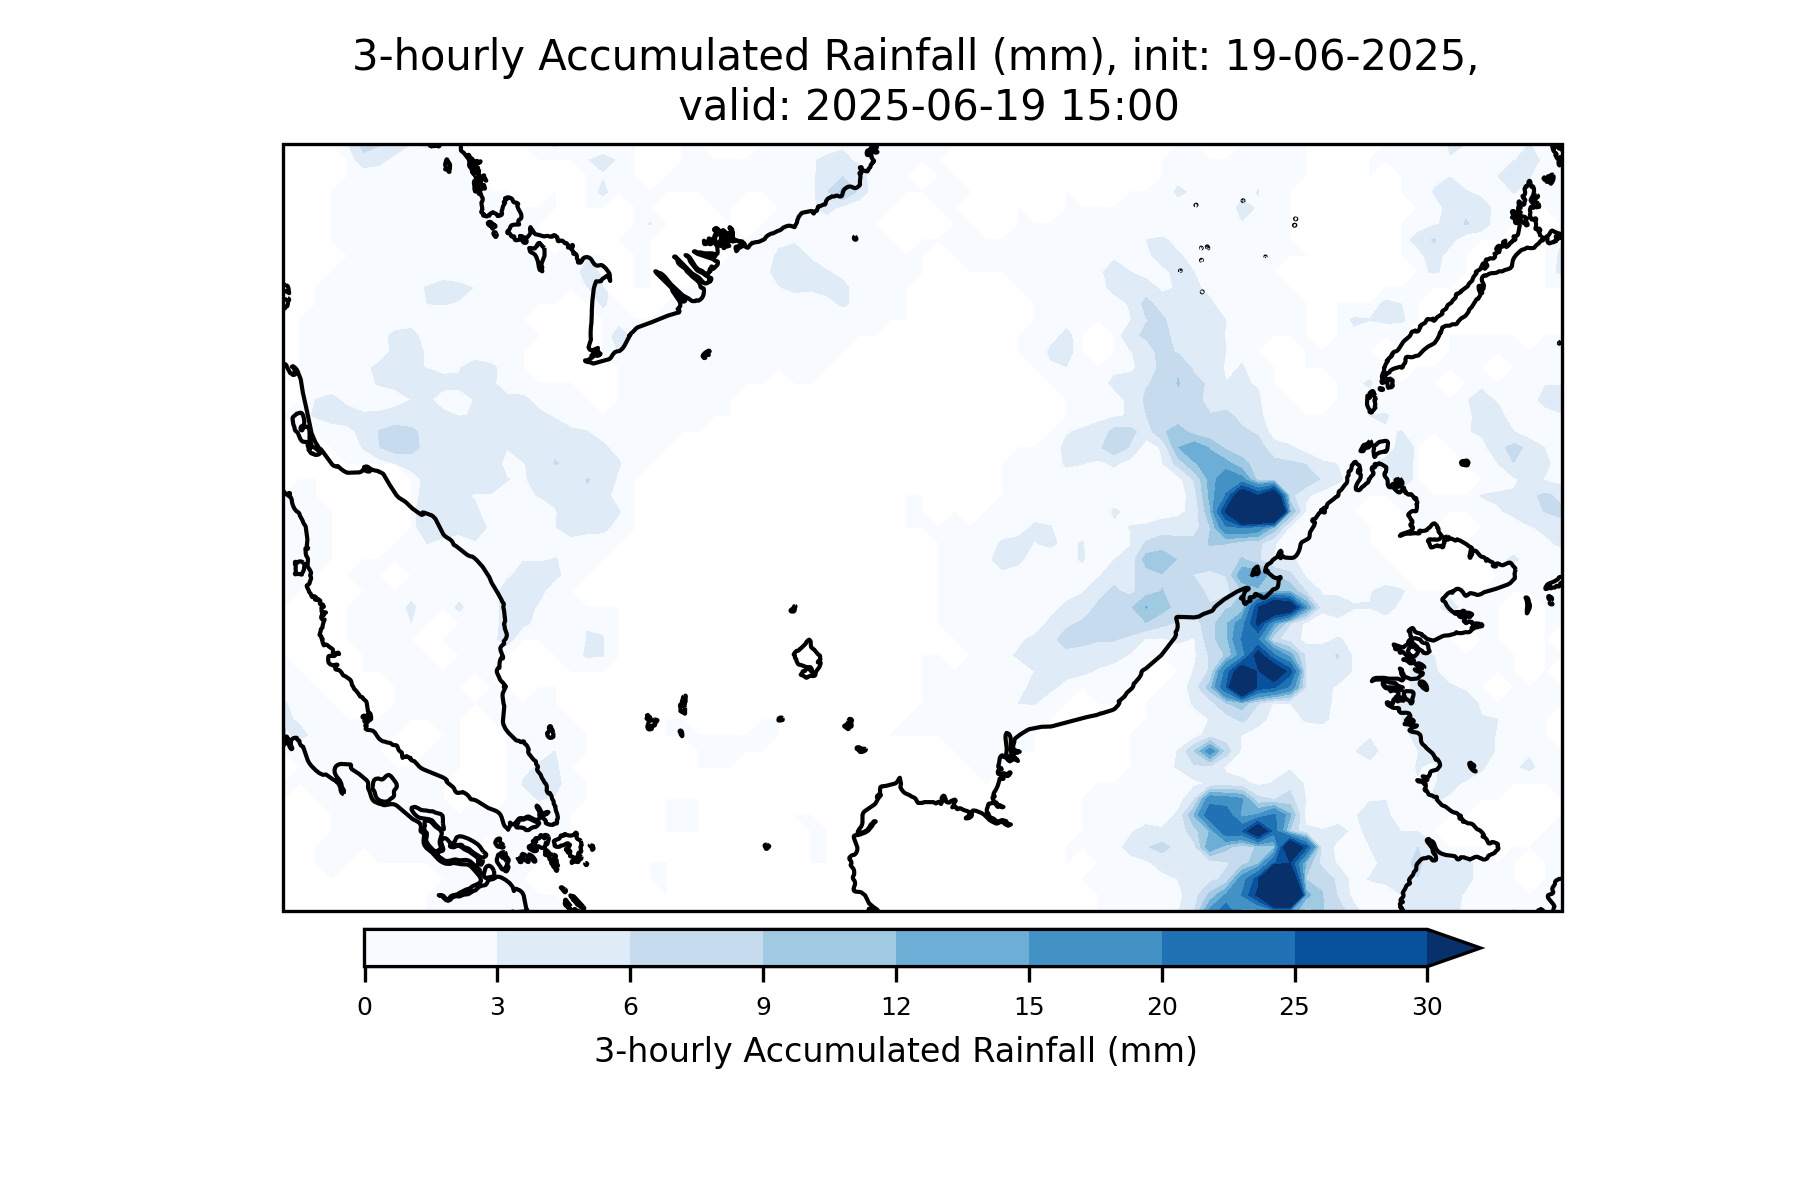 3-hourly Accumulated Rainfall (mm), init: 19-06-2025,
valid: 2025-06-19 15:00
0 3 6 9 12 15 20 25 30
3-hourly Accumulated Rainfall (mm)